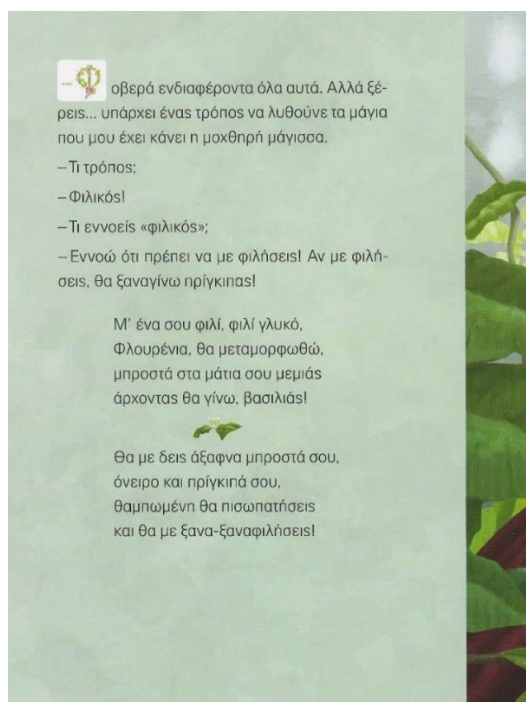 –Φοβερά ενδιαφέροντα όλα αυτά. Αλλά ξέ-
ρεις... υπάρχει ένας τρόπος να λυθούνε τα μάγια
που μου έχει κάνει η μοχθηρή μάγισσα.
–Τι τρόπος;
–Φιλικός!
–Τι εννοείς «φιλικός»;
–Εννοώ ότι πρέπει να με φιλήσεις! Αν με φιλή-
σεις, θα ξαναγίνω πρίγκιπας!
Μ' ένα σου φιλί, φιλί γλυκό,
Φλουρένια, θα μεταμορφωθώ,
μπροστά στα μάτια σου μεμιάς
άρχοντας θα γίνω, βασιλιάς!
Θα με δεις άξαφνα μπροστά σου,
όνειρο και πρίγκιπά σου,
θαμπωμένη θα πισωπατήσεις
και θα με ξανα-ξαναφιλήσεις!